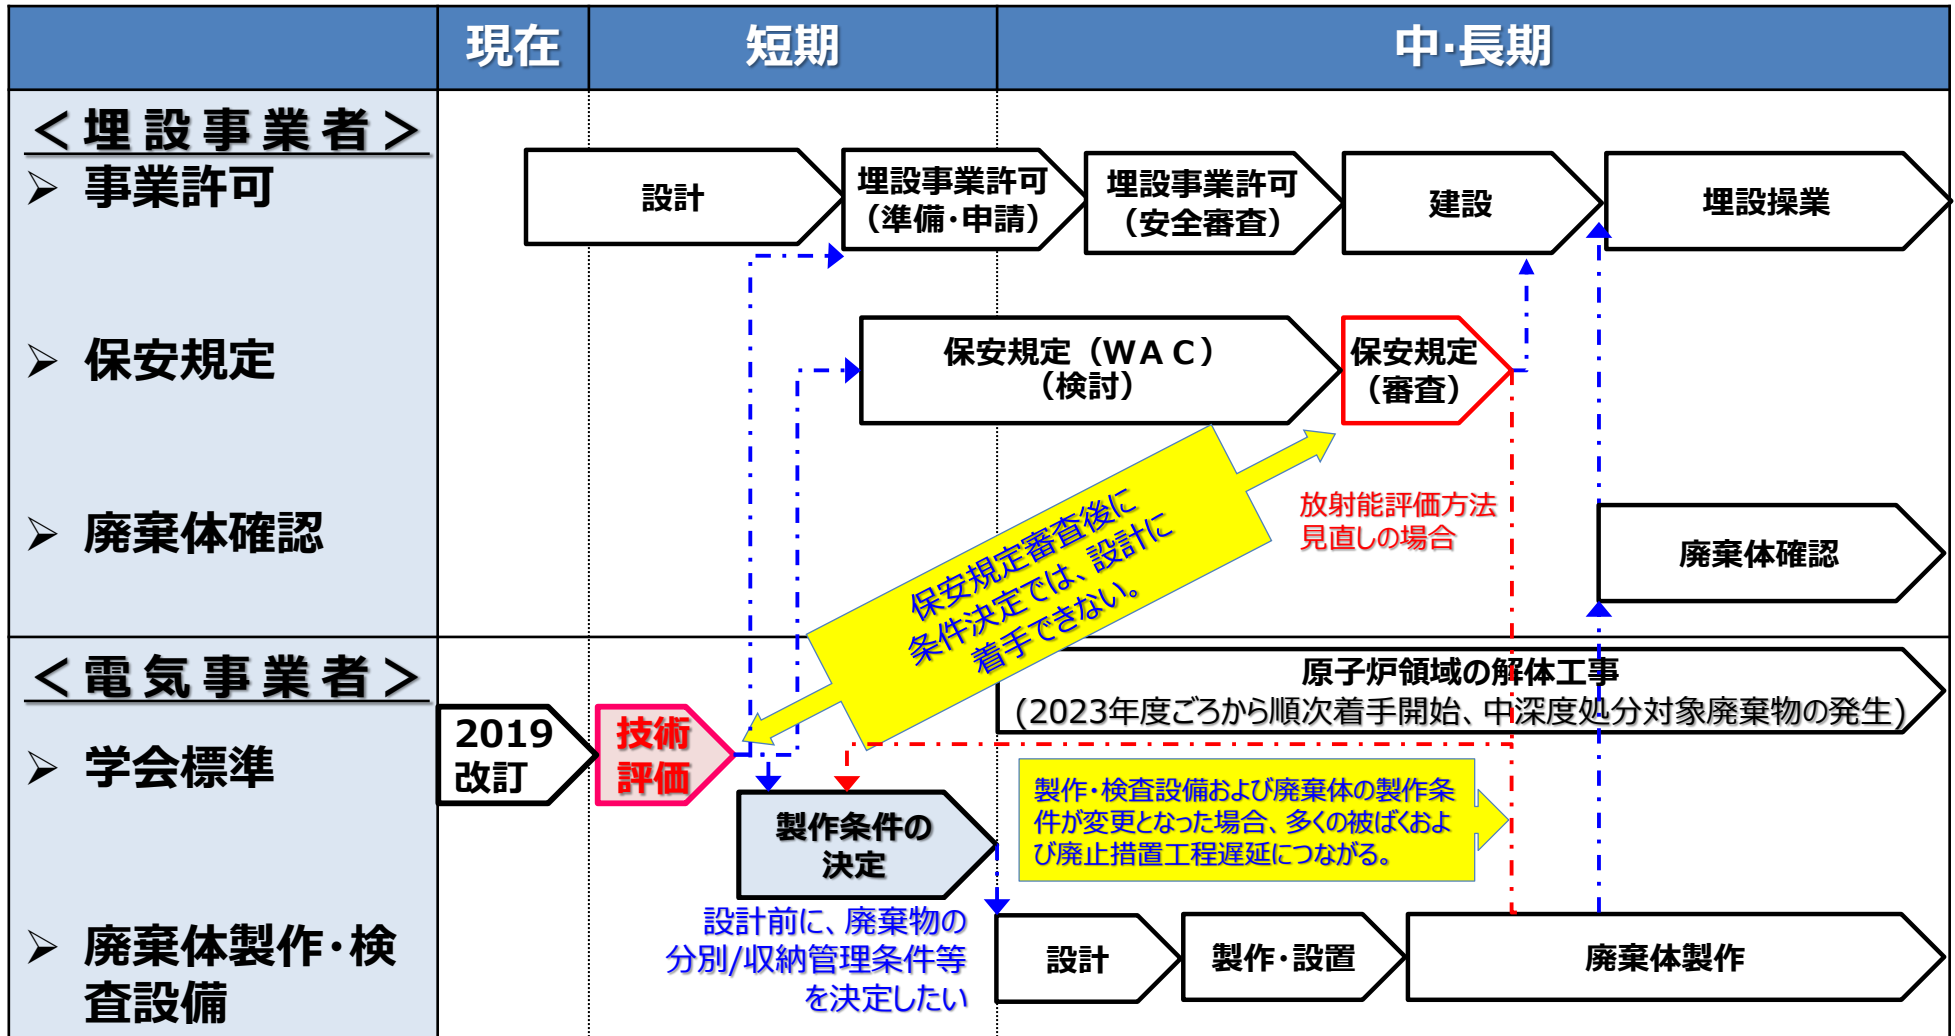 現在
短期
中･長期
＜埋設事業者＞
➢ 事業許可
設計
埋設事業許可
（準備･申請）
埋設事業許可
（安全審査）
建設
埋設操業
➢ 保安規定
保安規定（ＷＡＣ）
（検討）
保安規定
（審査）
➢ 廃棄体確認
保安規定審査後に
条件決定では、設計に
着手できない。
放射能評価方法
見直しの場合
廃棄体確認
＜電気事業者＞
原子炉領域の解体工事
(2023年度ごろから順次着手開始、中深度処分対象廃棄物の発生)
➢ 学会標準
2019
改訂
技術
評価
製作条件の
決定
製作・検査設備および廃棄体の製作条
件が変更となった場合、多くの被ばくおよ
び廃止措置工程遅延につながる。
➢ 廃棄体製作･検
査設備
設計前に、廃棄物の
分別/収納管理条件等
を決定したい
設計
製作･設置
廃棄体製作